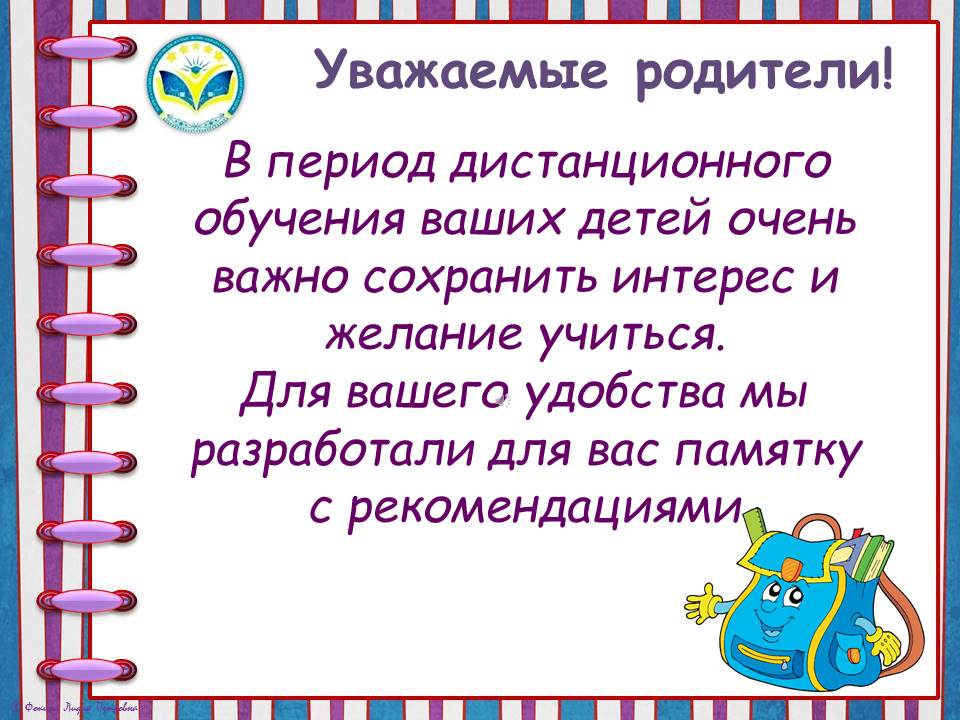 Уважаемые родители!
В период дистанционного
обучения ваших детей очень
важно сохранить интерес и
желание учиться.
Для вашего удобства мы
разработали для вас памятку
с рекомендациями
Лидия Петровна